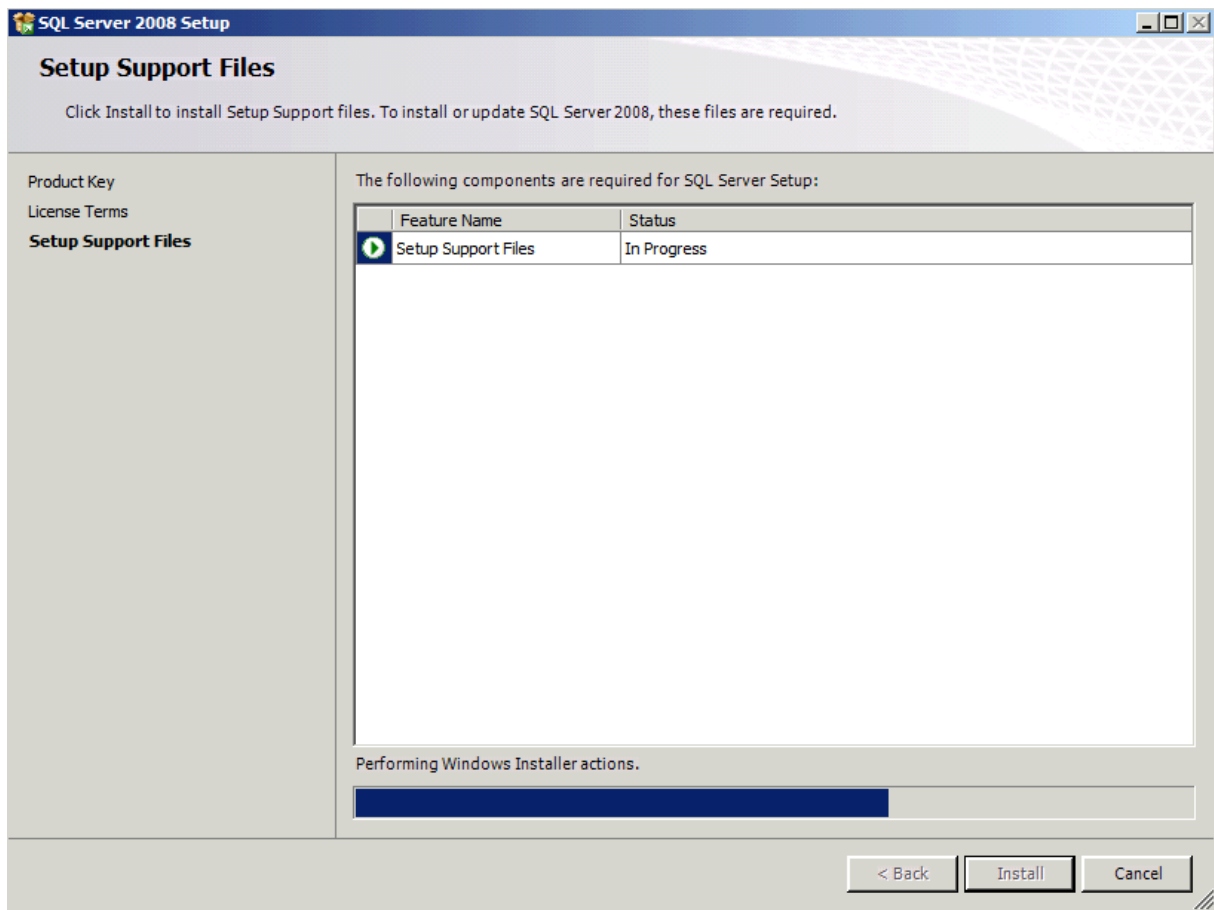 SQL Server 2008 Setup
Setup Support Files
Click Install to install Setup Support files. To install or update SQL Server 2008, these files are required.
Product Key
License Terms
Setup Support Files
The following components are required for SQL Server Setup:
Feature Name Status
Setup Support Files In Progress
Performing Windows Installer actions.
< Back Install Cancel